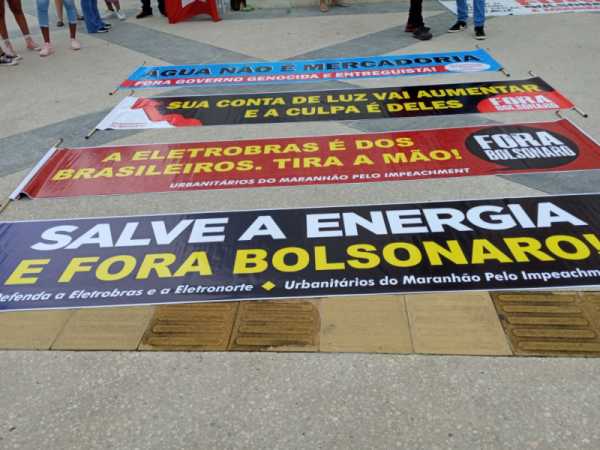 ÁGUA NÃO É MERCADORIA
FORA GOVERNO GENOCIDA E ENTREGUISTA!
SUA CONTA DE LUZ VAI AUMENTAR
E A CULPA É DELES
FORA
BOLSONARO
A ELETROBRAS É DOS
BRASILEIROS. TIRA A MÃO!
URBANITÁRIOS DO MARANHÃO PELO IMPEACHMENT
FORA
BOLSONARO
SALVE A ENERGIA
E FORA BOLSONARO!
Defenda a Eletrobras e a Eletronorte ◆ Urbanitários do Maranhão Pelo Impeachment